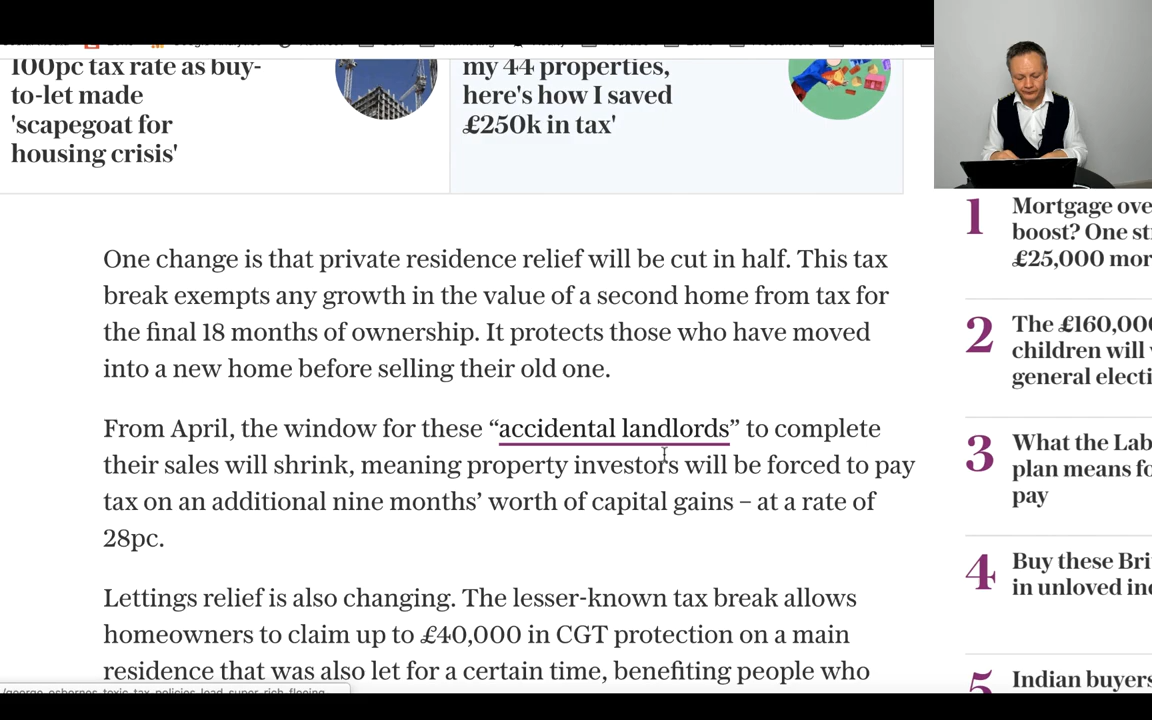 100pc tax rate as buy-
to-let made
'scapegoat for
housing crisis'
my 44 properties,
here's how I saved
£250k in tax'
One change is that private residence relief will be cut in half. This tax
break exempts any growth in the value of a second home from tax for
the final 18 months of ownership. It protects those who have moved
into a new home before selling their old one.
From April, the window for these “accidental landlords” to complete
their sales will shrink, meaning property investors will be forced to pay
tax on an additional nine months’ worth of capital gains – at a rate of
28pc.
Lettings relief is also changing. The lesser-known tax break allows
homeowners to claim up to £40,000 in CGT protection on a main
residence that was also let for a certain time, benefiting people who
1
Mortgage ove
boost? One st
£25,000 mor
2
The £160,000
children will
general electi
3
What the Lab
plan means fo
pay
4
Buy these Bri
in unloved in
5
Indian buyers